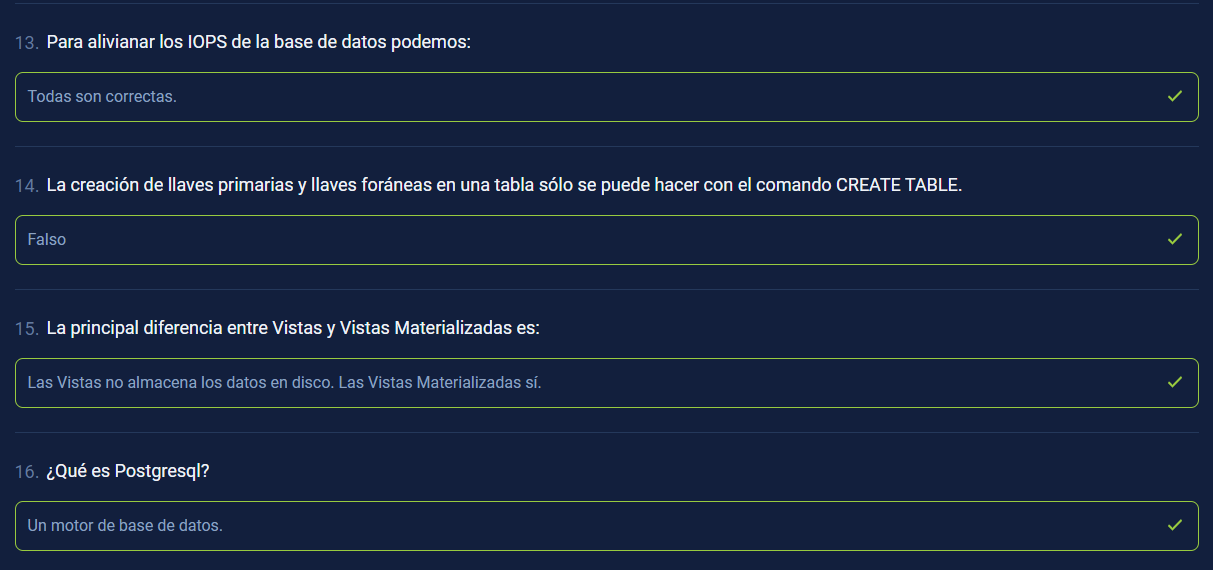 13. Para alivianar los IOPS de la base de datos podemos:
Todas son correctas.
14. La creación de llaves primarias y llaves foráneas en una tabla sólo se puede hacer con el comando CREATE TABLE.
Falso
15. La principal diferencia entre Vistas y Vistas Materializadas es:
Las Vistas no almacena los datos en disco. Las Vistas Materializadas sí.
16. ¿Qué es Postgresql?
Un motor de base de datos.